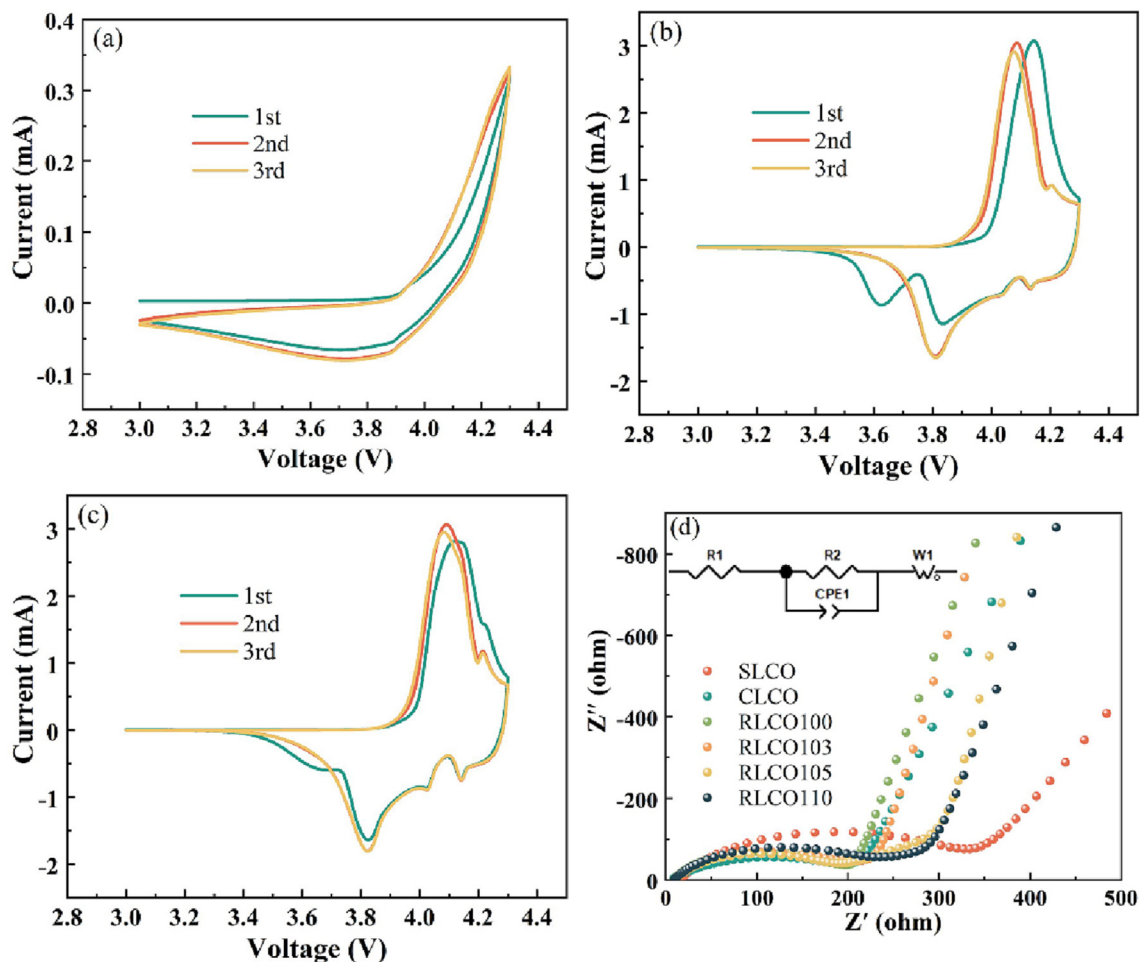 (a)
0.4
0.3
0.2
0.1
0.0
-0.1
Current (mA)
1st
2nd
3rd
2.8 3.0 3.2 3.4 3.6 3.8 4.0 4.2 4.4
Voltage (V)
(b)
3
2
1
0
-1
-2
Current (mA)
1st
2nd
3rd
2.8 3.0 3.2 3.4 3.6 3.8 4.0 4.2 4.4
Voltage (V)
(c)
3
2
1
0
-1
-2
Current (mA)
1st
2nd
3rd
2.8 3.0 3.2 3.4 3.6 3.8 4.0 4.2 4.4
Voltage (V)
(d)
-800
-600
-400
-200
0
Z″ (ohm)
R1 R2 W1
CPE1
SLCO
CLCO
RLCO100
RLCO103
RLCO105
RLCO110
0 100 200 300 400 500
Z′ (ohm)